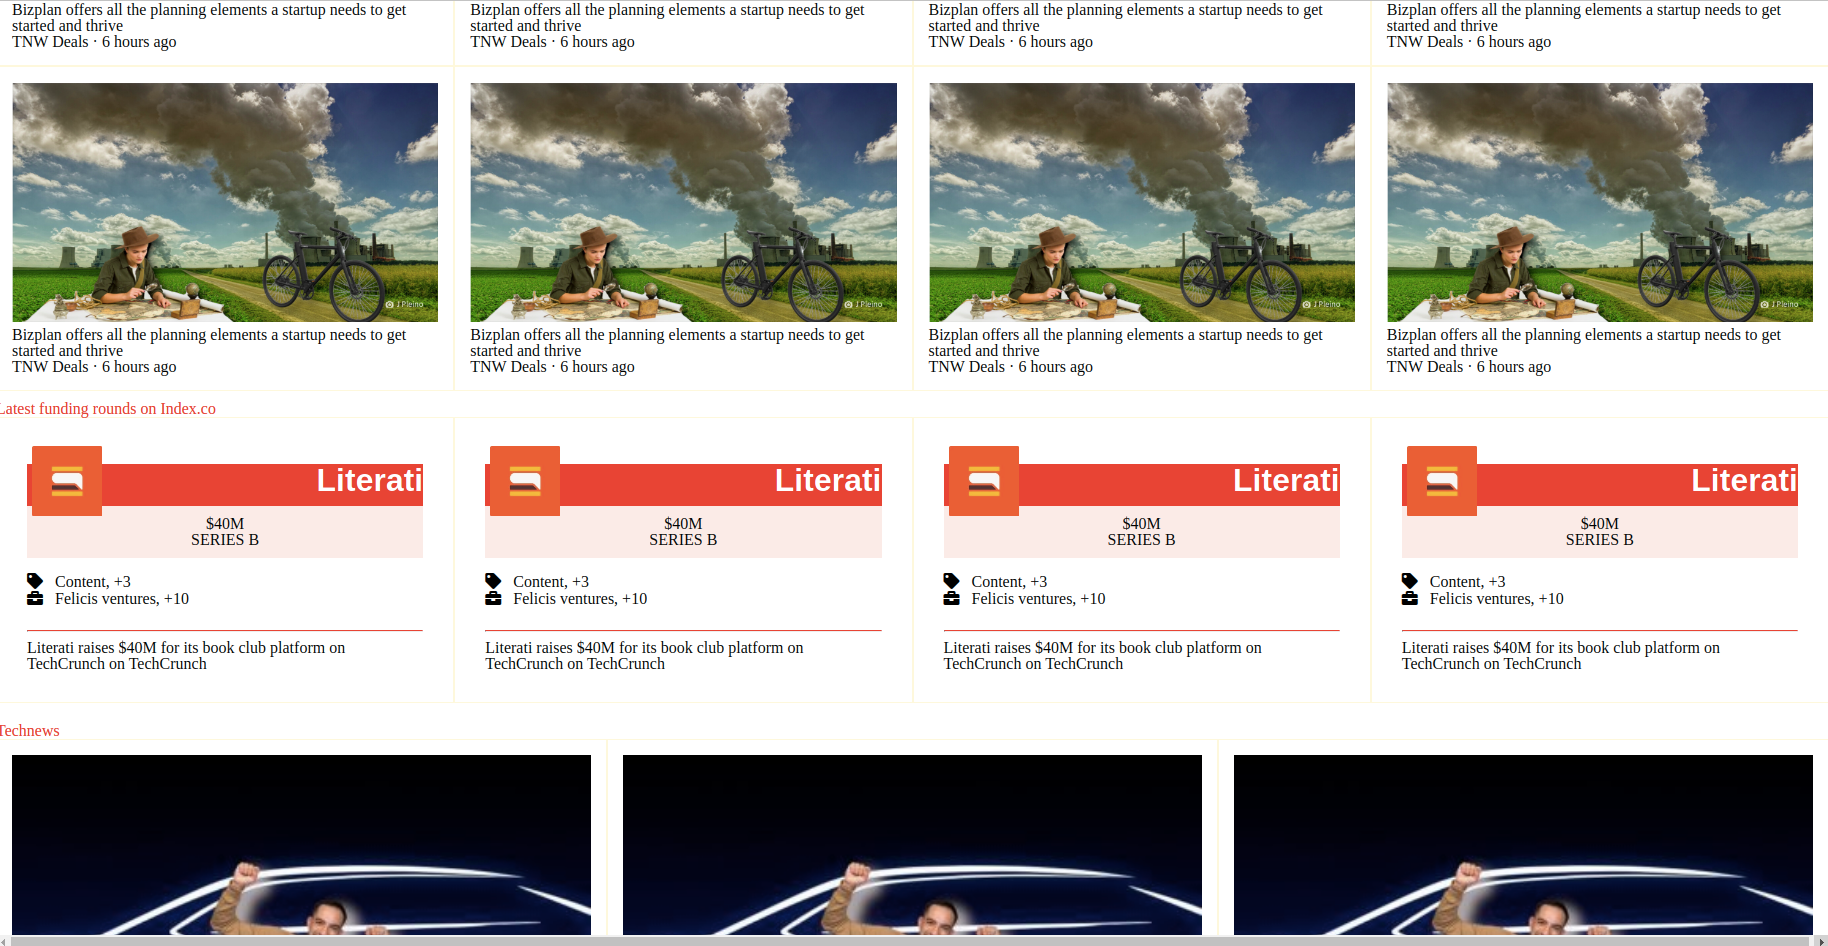 Bizplan offers all the planning elements a startup needs to get
started and thrive
TNW Deals · 6 hours ago
Bizplan offers all the planning elements a startup needs to get
started and thrive
TNW Deals · 6 hours ago
Bizplan offers all the planning elements a startup needs to get
started and thrive
TNW Deals · 6 hours ago
Bizplan offers all the planning elements a startup needs to get
started and thrive
TNW Deals · 6 hours ago
J Pleino
J Pleino
J Pleino
J Pleino
Bizplan offers all the planning elements a startup needs to get
started and thrive
TNW Deals · 6 hours ago
Bizplan offers all the planning elements a startup needs to get
started and thrive
TNW Deals · 6 hours ago
Bizplan offers all the planning elements a startup needs to get
started and thrive
TNW Deals · 6 hours ago
Bizplan offers all the planning elements a startup needs to get
started and thrive
TNW Deals · 6 hours ago
Latest funding rounds on Index.co
Literati
$40M
SERIES B
Content, +3
Felicis ventures, +10
Literati raises $40M for its book club platform on
TechCrunch on TechCrunch
Literati
$40M
SERIES B
Content, +3
Felicis ventures, +10
Literati raises $40M for its book club platform on
TechCrunch on TechCrunch
Literati
$40M
SERIES B
Content, +3
Felicis ventures, +10
Literati raises $40M for its book club platform on
TechCrunch on TechCrunch
Literati
$40M
SERIES B
Content, +3
Felicis ventures, +10
Literati raises $40M for its book club platform on
TechCrunch on TechCrunch
Technews